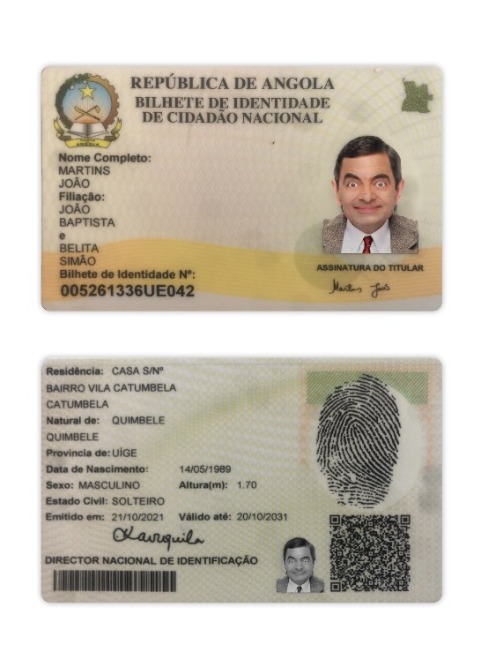 REPÚBLICA DE ANGOLA
BILHETE DE IDENTIDADE
DE CIDADÃO NACIONAL
ANGOLA
Nome Completo:
MARTINS
JOÃO
Filiação:
JOÃO
BAPTISTA
e
BELITA
SIMÃO
Bilhete de Identidade Nº:
005261336UE042
ASSINATURA DO TITULAR
Martins João
Residência: CASA S/Nº
BAIRRO VILA CATUMBELA
CATUMBELA
Natural de: QUIMBELE
QUIMBELE
Provincia de: UÍGE
Data de Nascimento: 14/05/1989
Sexo: MASCULINO Altura(m): 1.70
Estado Civil: SOLTEIRO
Emitido em: 21/10/2021 Válido até: 20/10/2031
DIRECTOR NACIONAL DE IDENTIFICAÇÃO